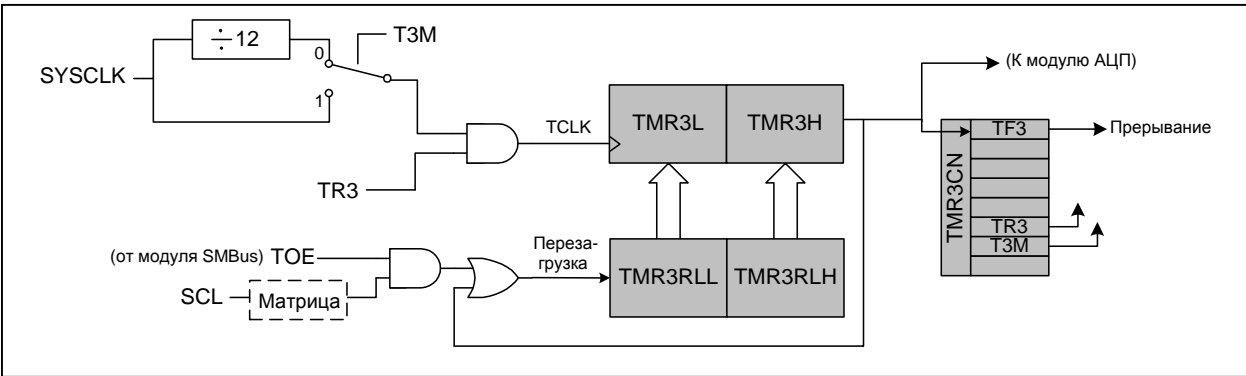 ÷12
T3M
0
SYSCLK
1
TCLK
TR3
TMR3L
TMR3H
(К модулю АЦП)
TF3
Прерывание
TMR3CN
TR3
T3M
(от модуля SMBus) TOE
SCL
Матрица
Переза-
грузка
TMR3RLL
TMR3RLH